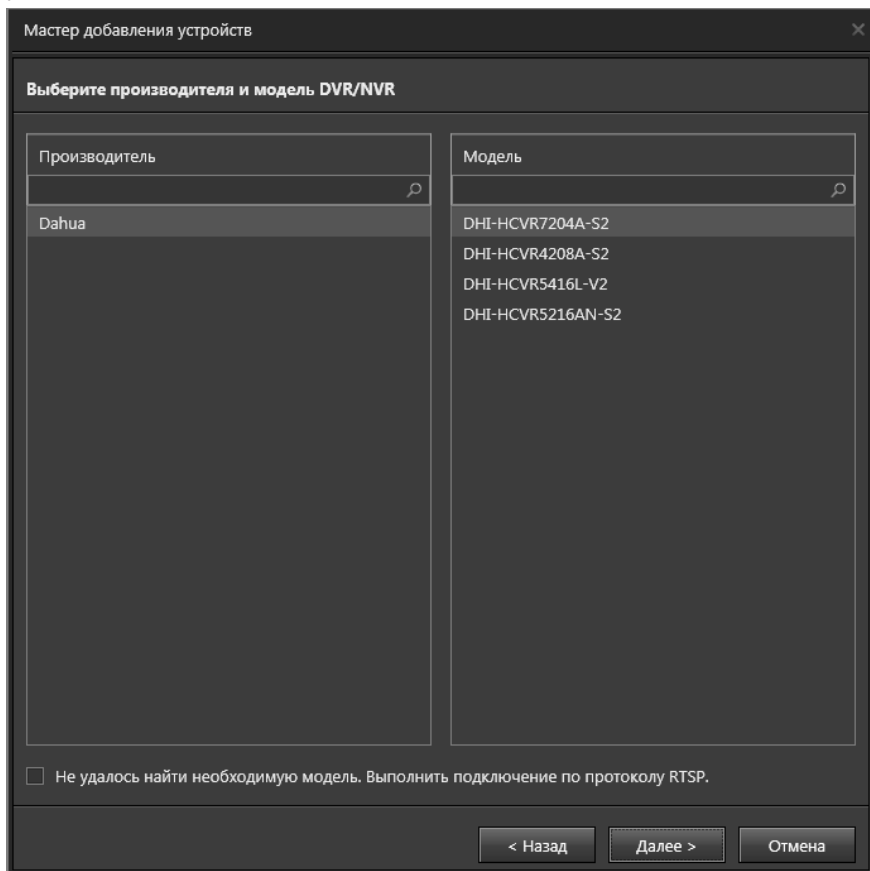 Мастер добавления устройств
Выберите производителя и модель DVR/NVR
Производитель
Dahua
Модель
DHI-HCVR7204A-S2
DHI-HCVR4208A-S2
DHI-HCVR5416L-V2
DHI-HCVR5216AN-S2
Не удалось найти необходимую модель. Выполнить подключение по протоколу RTSP.
< Назад
Далее >
Отмена